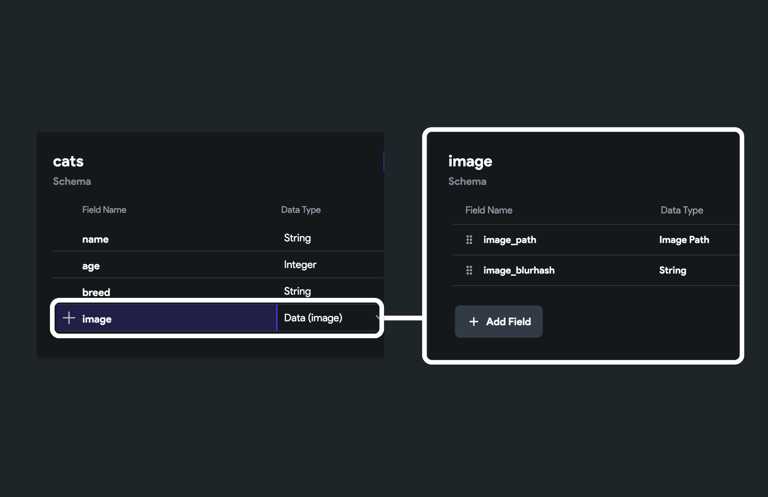 cats
Schema
Field Name Data Type
name String
age Integer
breed String
image Data (image)
image
Schema
Field Name Data Type
image_path Image Path
image_blurhash String
+ Add Field